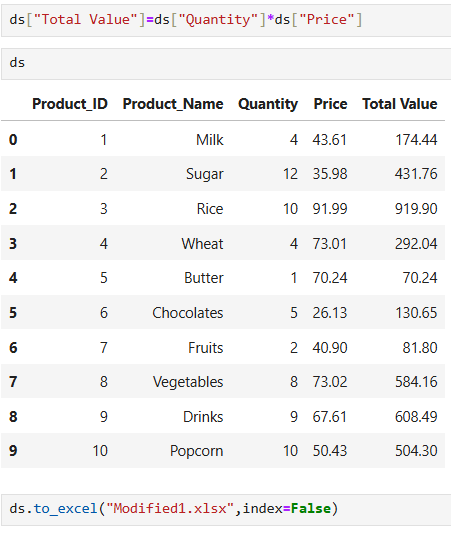 ds["Total Value"]=ds["Quantity"]*ds["Price"]
ds
Product_ID Product_Name Quantity Price Total Value
0 1 Milk 4 43.61 174.44
1 2 Sugar 12 35.98 431.76
2 3 Rice 10 91.99 919.90
3 4 Wheat 4 73.01 292.04
4 5 Butter 1 70.24 70.24
5 6 Chocolates 5 26.13 130.65
6 7 Fruits 2 40.90 81.80
7 8 Vegetables 8 73.02 584.16
8 9 Drinks 9 67.61 608.49
9 10 Popcorn 10 50.43 504.30
ds.to_excel("Modified1.xlsx",index=False)